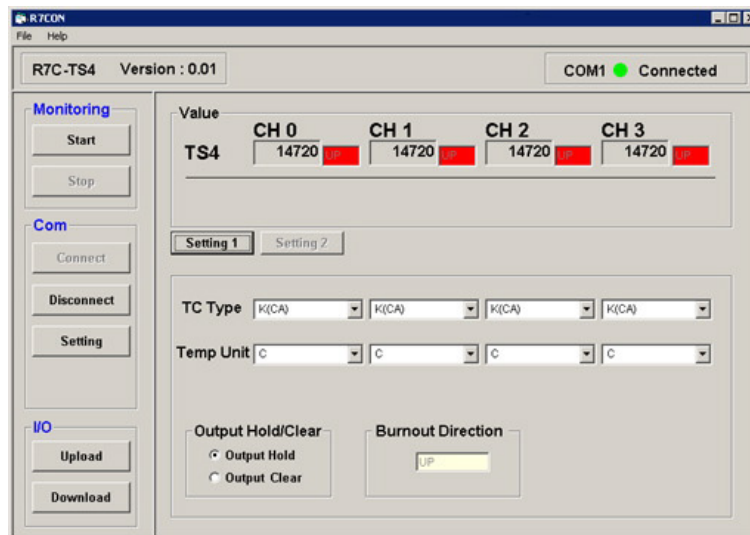 R7CON
File Help
R7C-TS4 Version : 0.01
COM1 Connected
Monitoring
Start
Stop
Com
Connect
Disconnect
Setting
I/O
Upload
Download
Value
CH 0 CH 1 CH 2 CH 3
TS4 14720 UP 14720 UP 14720 UP 14720 UP
Setting 1 Setting 2
TC Type K(CA) K(CA) K(CA) K(CA)
Temp Unit C C C C
Output Hold/Clear
Output Hold
Output Clear
Burnout Direction
UP